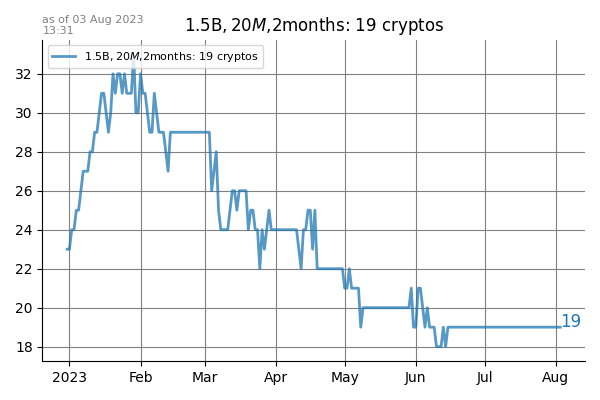 as of 03 Aug 2023
13:31
1.5B, 20M,2months: 19 cryptos
1.5B, 20M,2months: 19 cryptos
32
30
28
26
24
22
20
18
19
2023 Feb Mar Apr May Jun Jul Aug